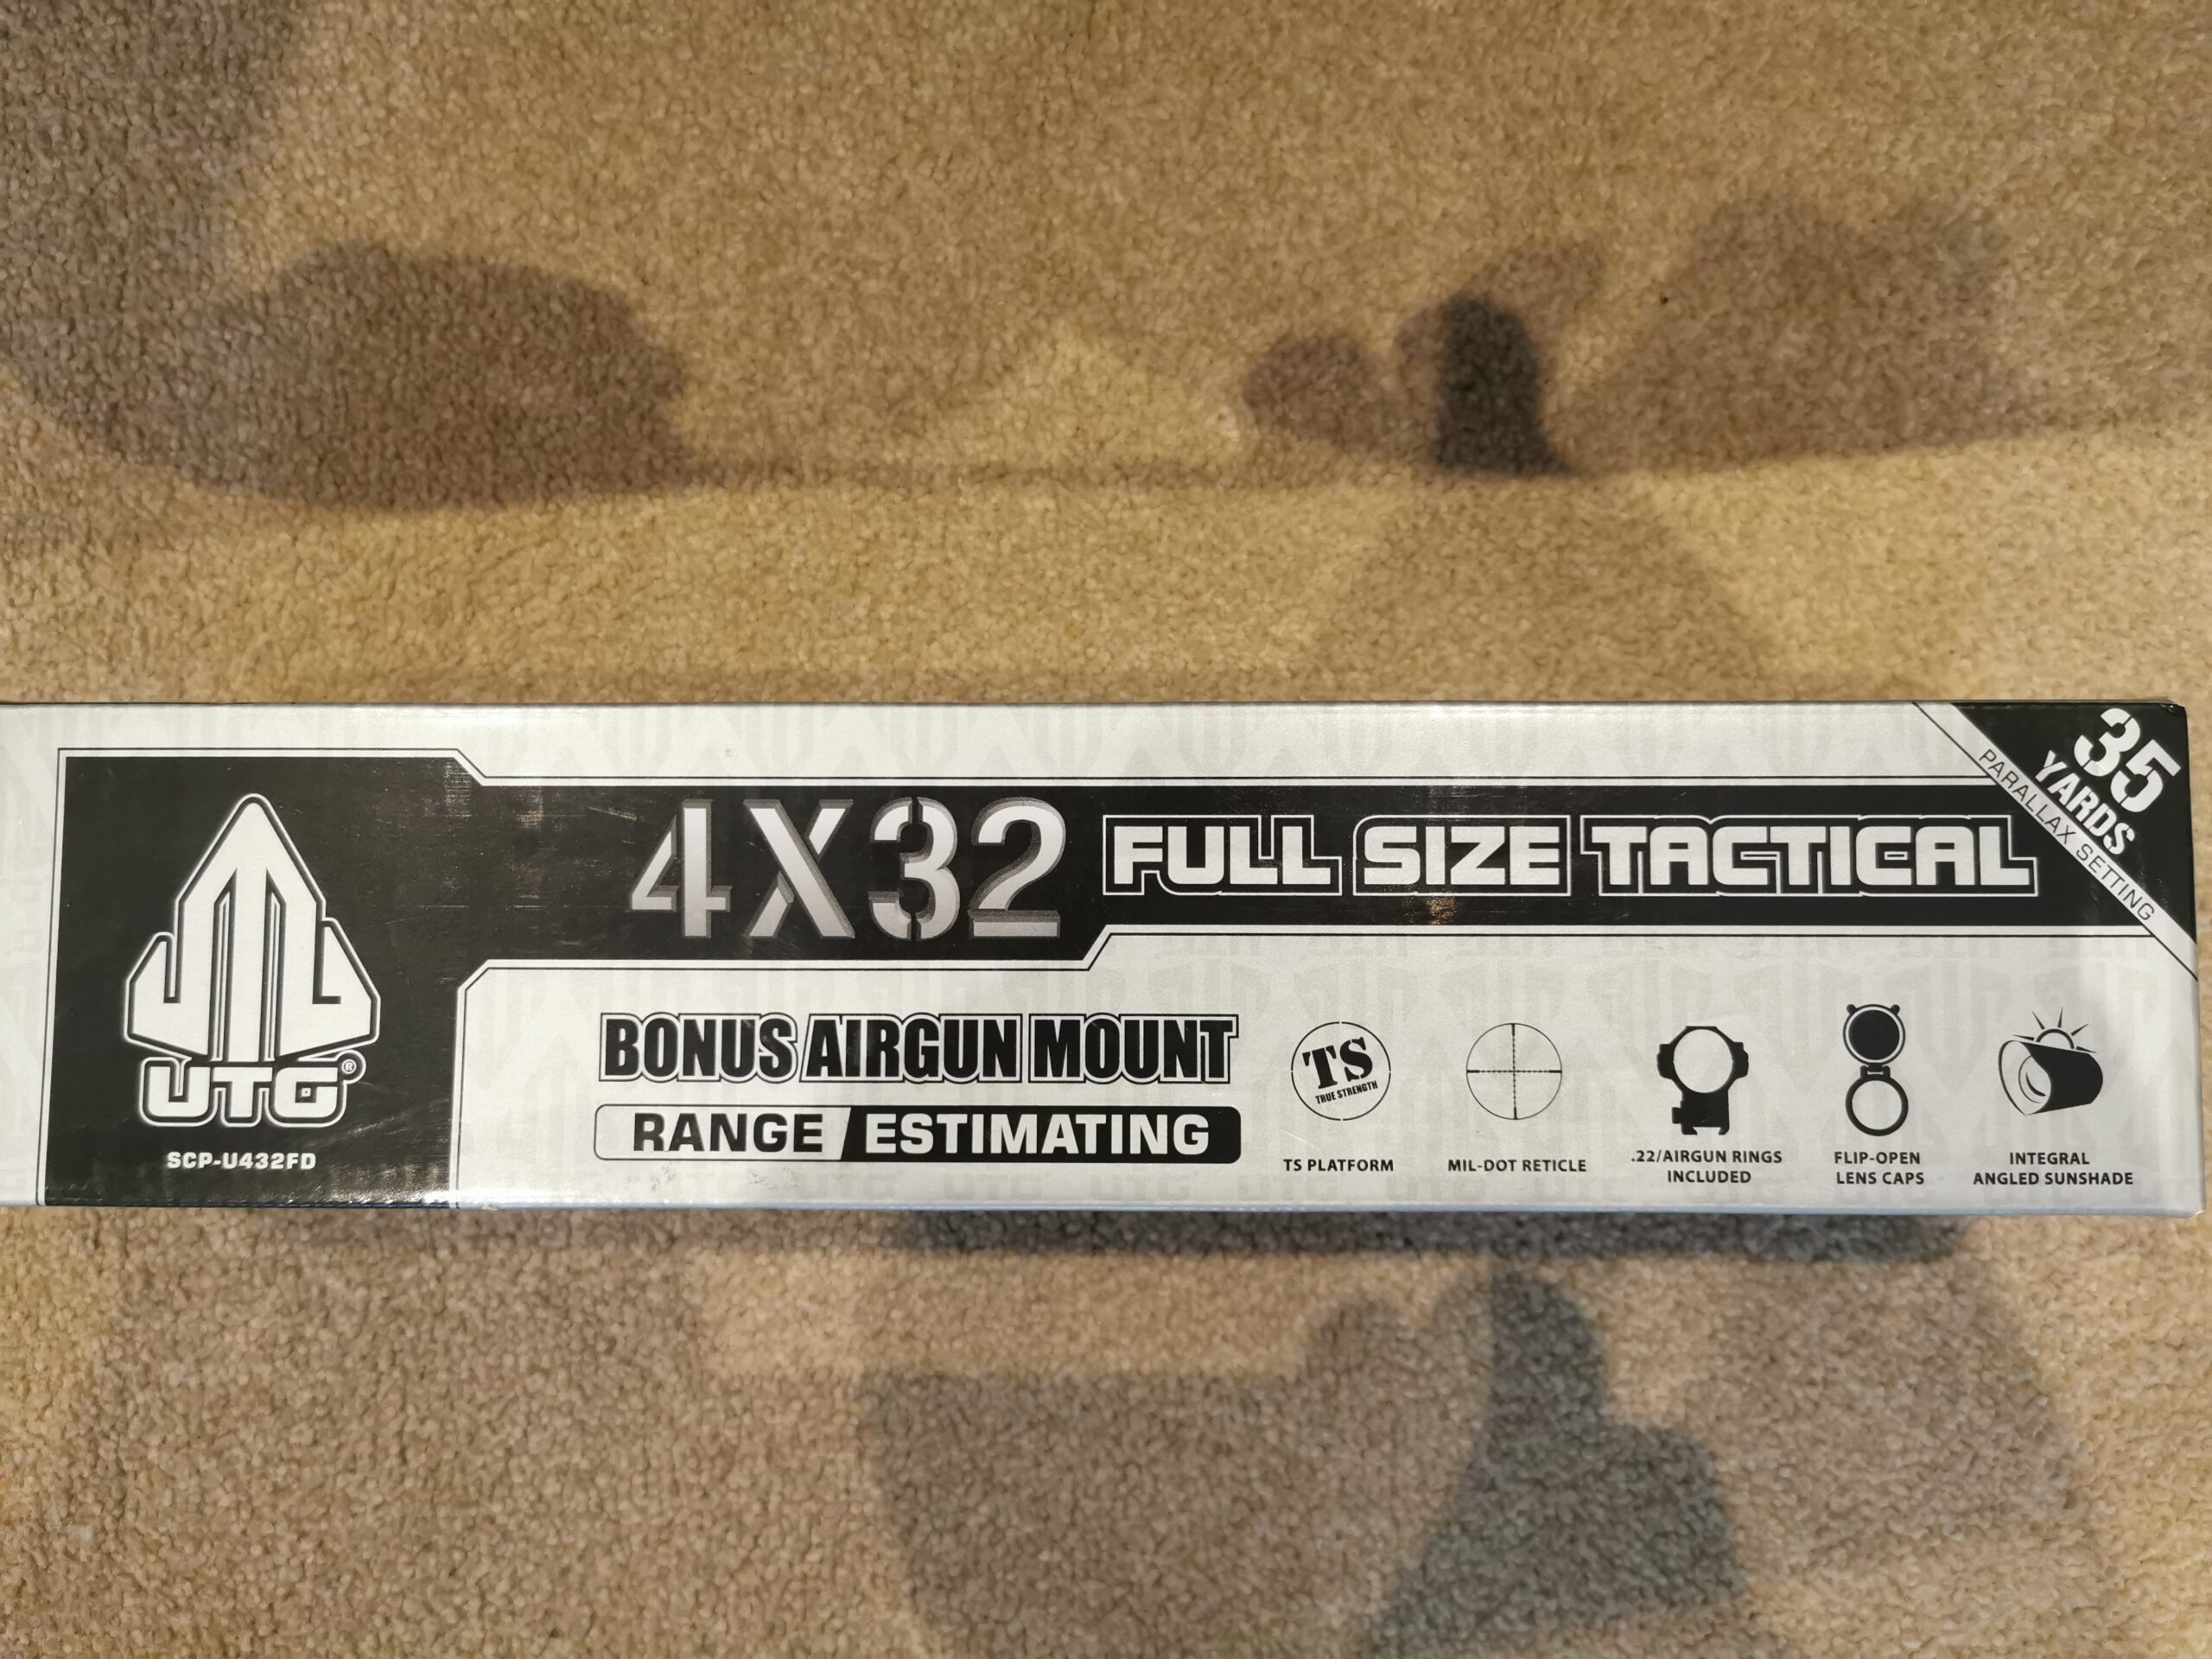 35
YARDS
PARALLAX SETTING
4X32 FULL SIZE TACTICAL
UTG®
SCP-U432FD
BONUS AIRGUN MOUNT
RANGE ESTIMATING
TS
TRUE STRENGTH
TS PLATFORM
MIL-DOT RETICLE
.22/AIRGUN RINGS
INCLUDED
FLIP-OPEN
LENS CAPS
INTEGRAL
ANGLED SUNSHADE